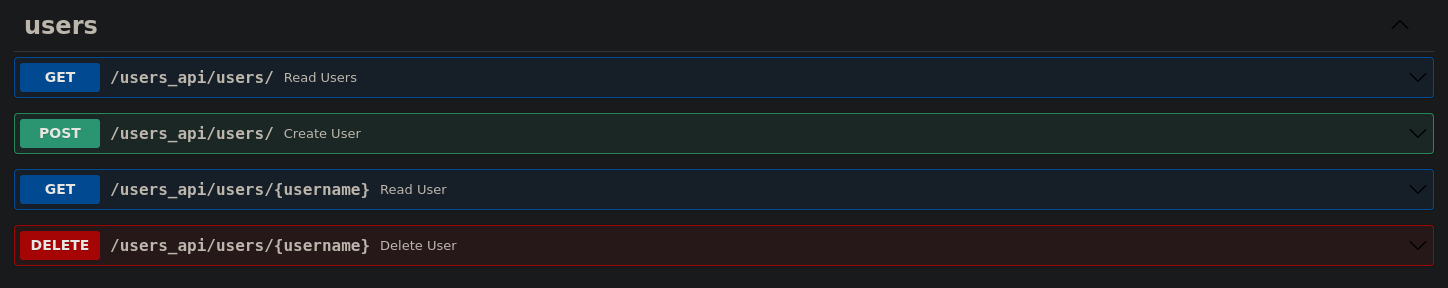 users
GET /users_api/users/ Read Users
POST /users_api/users/ Create User
GET /users_api/users/{username} Read User
DELETE /users_api/users/{username} Delete User